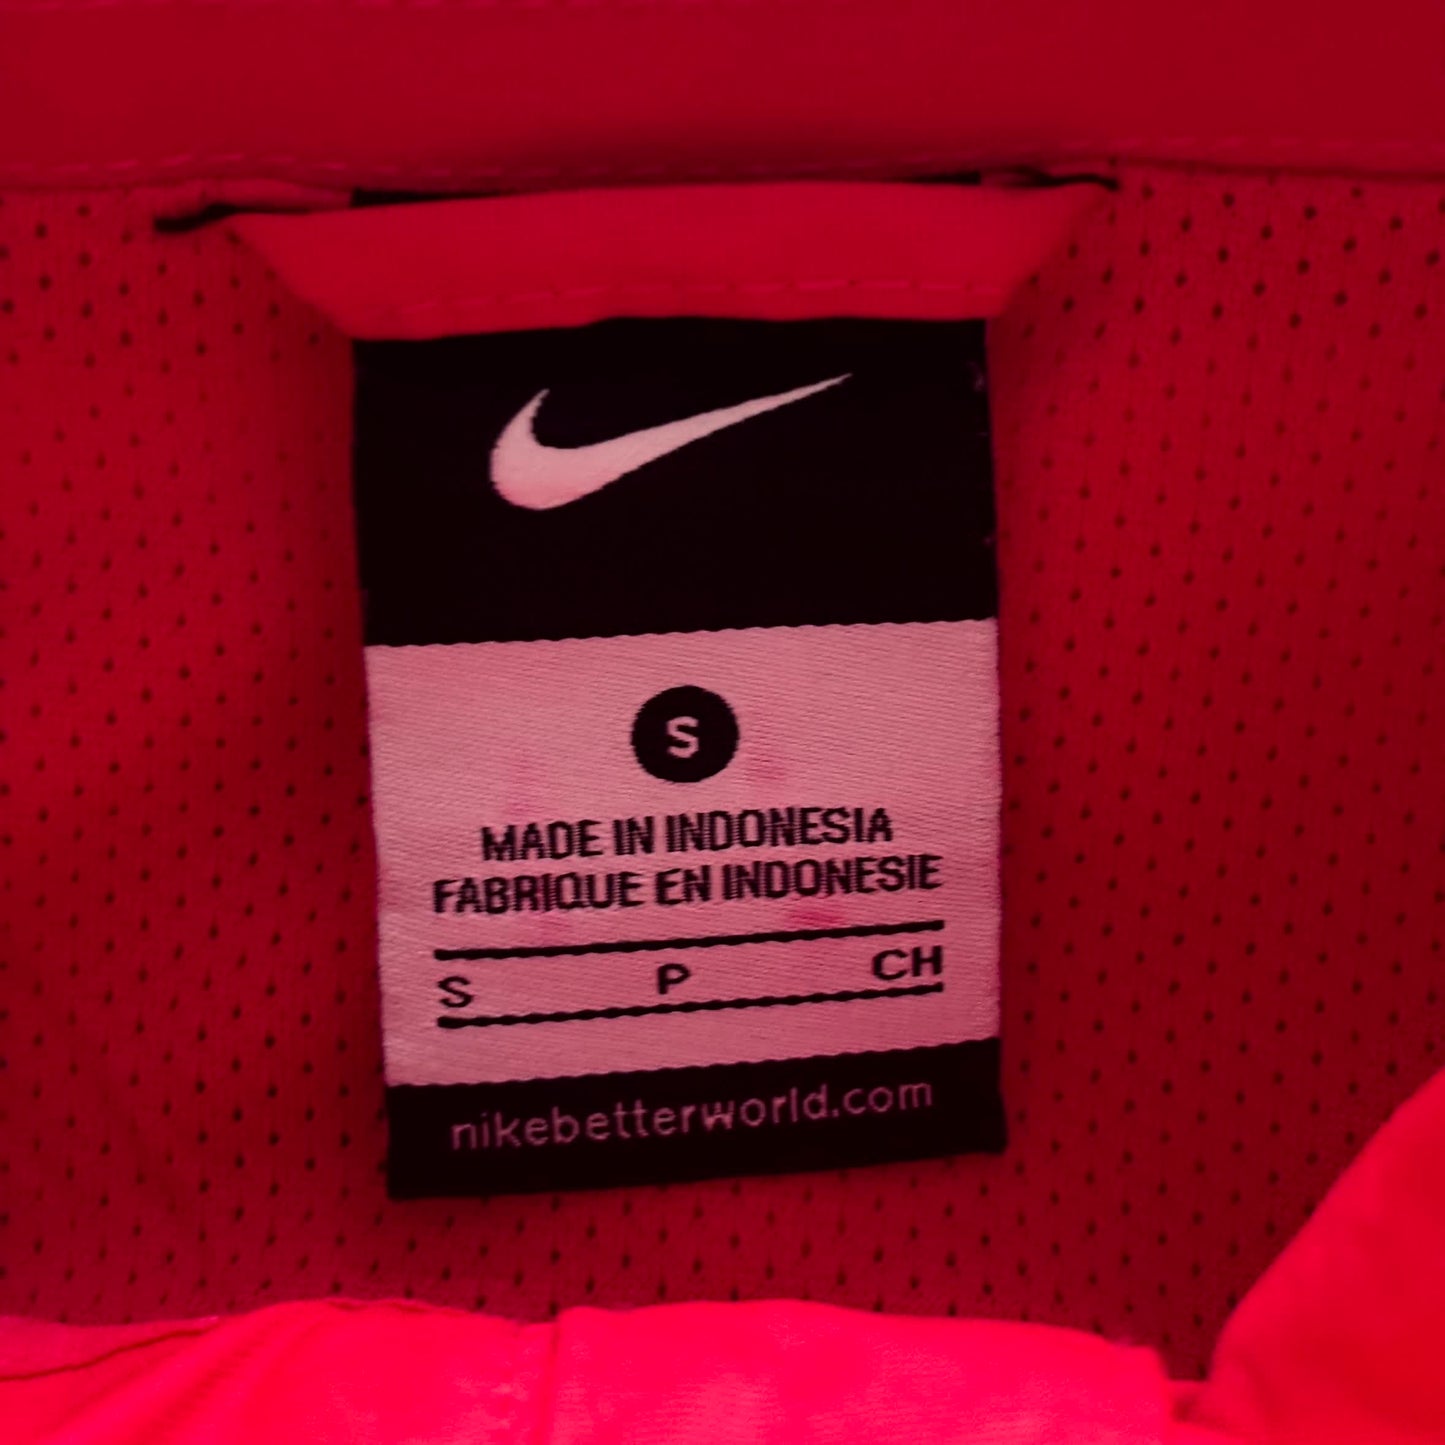 S
MADE IN INDONESIA
FABRIQUE EN INDONESIE
S P CH
nikebetterworld.com